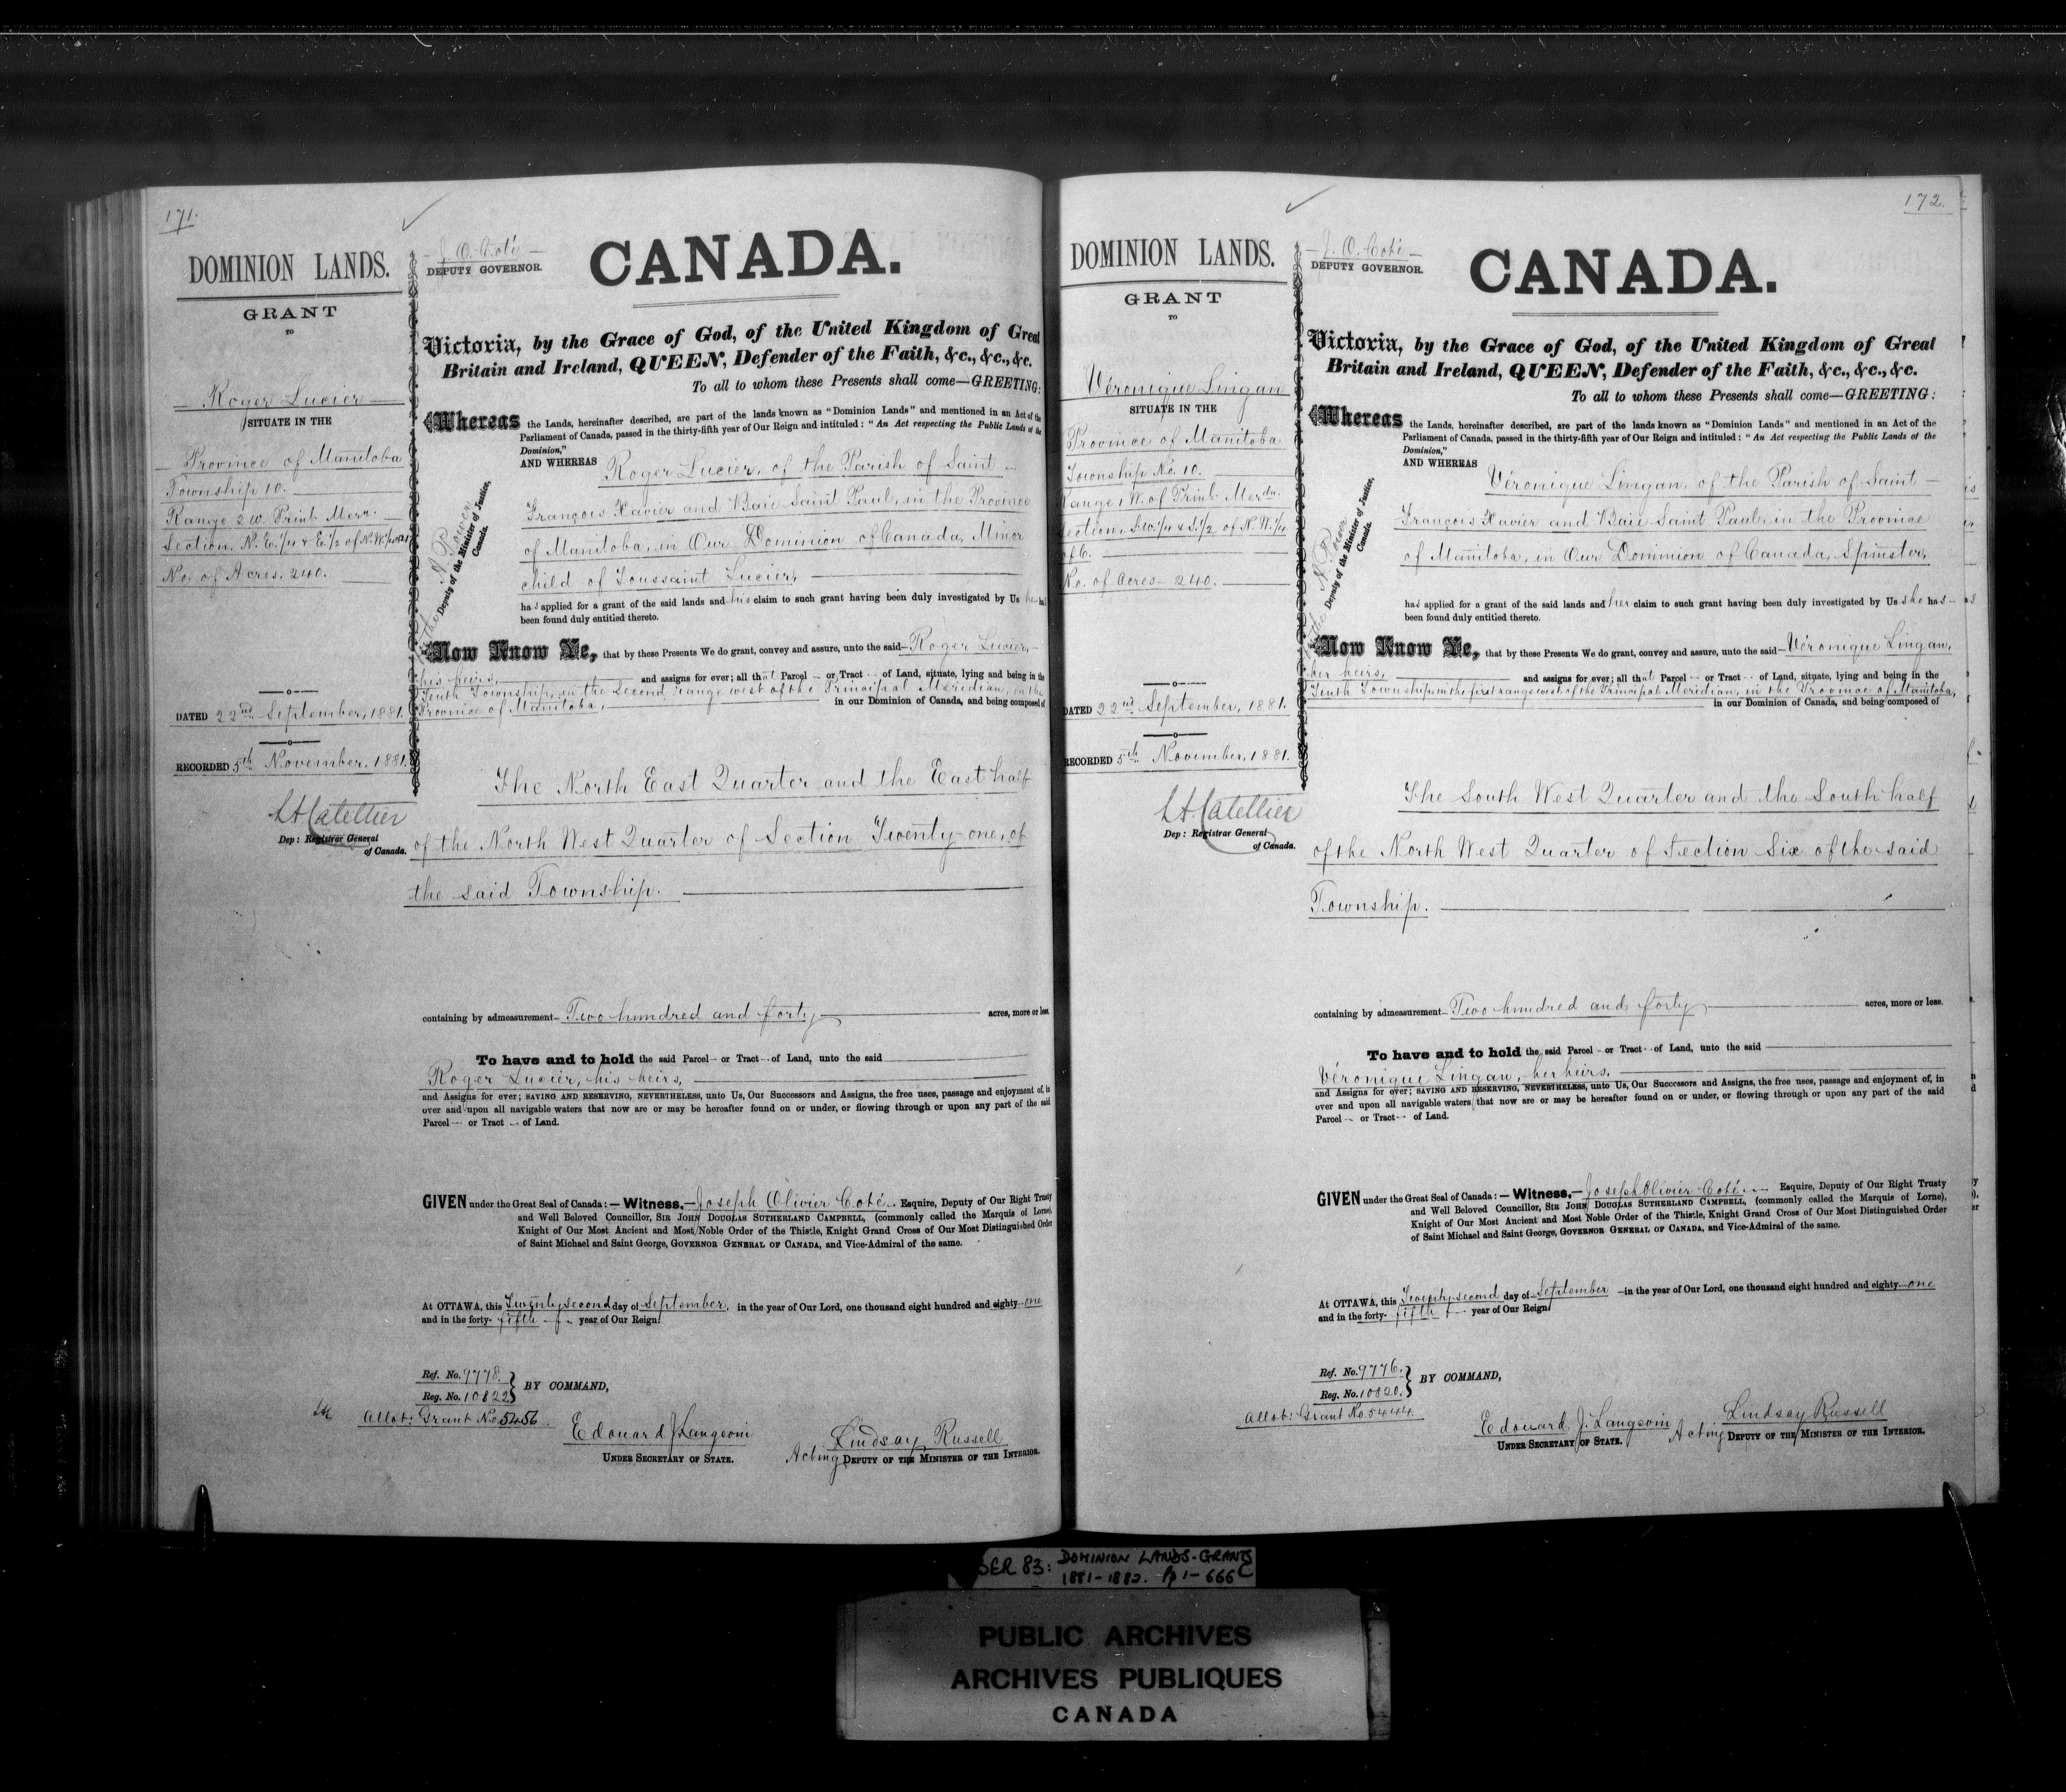 171.
DOMINION LANDS.
GRANT
TO
Roger Lucier
SITUATE IN THE
Province of Manitoba
Township 10.
Range 2 W. Prinl. Merr.
Section. N. E. 1/4 & E. 1/2 of N. W. 1/4 of 21
No. of Acres. 240.
DATED 22nd September, 1881.
RECORDED 5th November. 1881.
L. A. Catellier
Dep: Registrar General
of Canada.
J. O. Coté
DEPUTY GOVERNOR.
CANADA.
Victoria, by the Grace of God, of the United Kingdom of Great
Britain and Ireland, QUEEN, Defender of the Faith, &c., &c., &c.
To all to whom these Presents shall come—GREETING:
Whereas the Lands, hereinafter described, are part of the lands known as "Dominion Lands" and mentioned in an Act of the
Parliament of Canada, passed in the thirty-fifth year of Our Reign and intituled: "An Act respecting the Public Lands of the
Dominion,"
AND WHEREAS Roger Lucier, of the Parish of Saint
François Xavier and Baie Saint Paul, in the Province
of Manitoba, in Our Dominion of Canada, Minor
child of Toussaint Lucier,
has applied for a grant of the said lands and his claim to such grant having been duly investigated by Us he has
been found duly entitled thereto.
A. Power
Deputy of the Minister of Justice,
Canada.
Now Know Ye, that by these Presents We do grant, convey and assure, unto the said Roger Lucier,
his heirs, and assigns for ever; all that Parcel or Tract of Land, situate, lying and being in the
Tenth Township, in the Second range west of the Principal Meridian, in the
Province of Manitoba, in our Dominion of Canada, and being composed of
The North East Quarter and the East half
of the North West Quarter of Section Twenty-one, of
the said Township.
containing by admeasurement Two hundred and forty acres, more or less.
To have and to hold the said Parcel or Tract of Land, unto the said
Roger Lucier, his heirs,
and Assigns for ever; SAVING AND RESERVING, NEVERTHELESS, unto Us, Our Successors and Assigns, the free uses, passage and enjoyment of, in
over and upon all navigable waters that now are or may be hereafter found on or under, or flowing through or upon any part of the said
Parcel or Tract of Land.
GIVEN under the Great Seal of Canada: — Witness, Joseph Olivier Coté Esquire, Deputy of Our Right Trusty
and Well Beloved Councillor, SIR JOHN DOUGLAS SUTHERLAND CAMPBELL, (commonly called the Marquis of Lorne),
Knight of Our Most Ancient and Most Noble Order of the Thistle, Knight Grand Cross of Our Most Distinguished Order
of Saint Michael and Saint George, GOVERNOR GENERAL OF CANADA, and Vice-Admiral of the same.
At OTTAWA, this Twenty second day of September, in the year of Our Lord, one thousand eight hundred and eighty-one
and in the forty-fifth year of Our Reign.
Ref. No. 9778.
Reg. No. 10822
BY COMMAND,
Allot: Grant No. 5456
Edouard J. Langevin
UNDER SECRETARY OF STATE.
Lindsay Russell
Acting DEPUTY OF THE MINISTER OF THE INTERIOR.
172.
DOMINION LANDS.
GRANT
TO
Véronique Lingan
SITUATE IN THE
Province of Manitoba
Township No. 10.
Range 1 W. of Prinl. Merdn.
Section. S.W. 1/4 & S. 1/2 of N. W. 1/4
of 6.
No. of Acres 240.
DATED 22nd September, 1881.
RECORDED 5th November, 1881.
L. A. Catellier
Dep: Registrar General
of Canada.
J. O. Coté
DEPUTY GOVERNOR.
CANADA.
Victoria, by the Grace of God, of the United Kingdom of Great
Britain and Ireland, QUEEN, Defender of the Faith, &c., &c., &c.
To all to whom these Presents shall come—GREETING:
Whereas the Lands, hereinafter described, are part of the lands known as "Dominion Lands" and mentioned in an Act of the
Parliament of Canada, passed in the thirty-fifth year of Our Reign and intituled: "An Act respecting the Public Lands of the
Dominion,"
AND WHEREAS Véronique Lingan, of the Parish of Saint
François Xavier and Baie Saint Paul, in the Province
of Manitoba, in Our Dominion of Canada, Spinster,
has applied for a grant of the said lands and her claim to such grant having been duly investigated by Us she has
been found duly entitled thereto.
A. Power
Deputy of the Minister of Justice,
Canada.
Now Know Ye, that by these Presents We do grant, convey and assure, unto the said Véronique Lingan,
her heirs, and assigns for ever; all that Parcel or Tract of Land, situate, lying and being in the
Tenth Township in the first range west of the Principal Meridian, in the Province of Manitoba,
in our Dominion of Canada, and being composed of
The South West Quarter and the South half
of the North West Quarter of Section Six of the said
Township.
containing by admeasurement Two hundred and forty acres, more or less.
To have and to hold the said Parcel or Tract of Land, unto the said
Véronique Lingan, her heirs,
and Assigns for ever; SAVING AND RESERVING, NEVERTHELESS, unto Us, Our Successors and Assigns, the free uses, passage and enjoyment of, in
over and upon all navigable waters that now are or may be hereafter found on or under, or flowing through or upon any part of the said
Parcel or Tract of Land.
GIVEN under the Great Seal of Canada: — Witness, Joseph Olivier Coté Esquire, Deputy of Our Right Trusty
and Well Beloved Councillor, SIR JOHN DOUGLAS SUTHERLAND CAMPBELL, (commonly called the Marquis of Lorne),
Knight of Our Most Ancient and Most Noble Order of the Thistle, Knight Grand Cross of Our Most Distinguished Order
of Saint Michael and Saint George, GOVERNOR GENERAL OF CANADA, and Vice-Admiral of the same.
At OTTAWA, this Twenty second day of September in the year of Our Lord, one thousand eight hundred and eighty-one
and in the forty-fifth year of Our Reign.
Ref. No. 9776.
Reg. No. 10820.
BY COMMAND,
Allot: Grant No. 5444.
Edouard J. Langevin
UNDER SECRETARY OF STATE.
Lindsay Russell
Acting DEPUTY OF THE MINISTER OF THE INTERIOR.
BER 83: DOMINION LANDS-GRANTS
1881-1882. Pp 1-666
PUBLIC ARCHIVES
ARCHIVES PUBLIQUES
CANADA